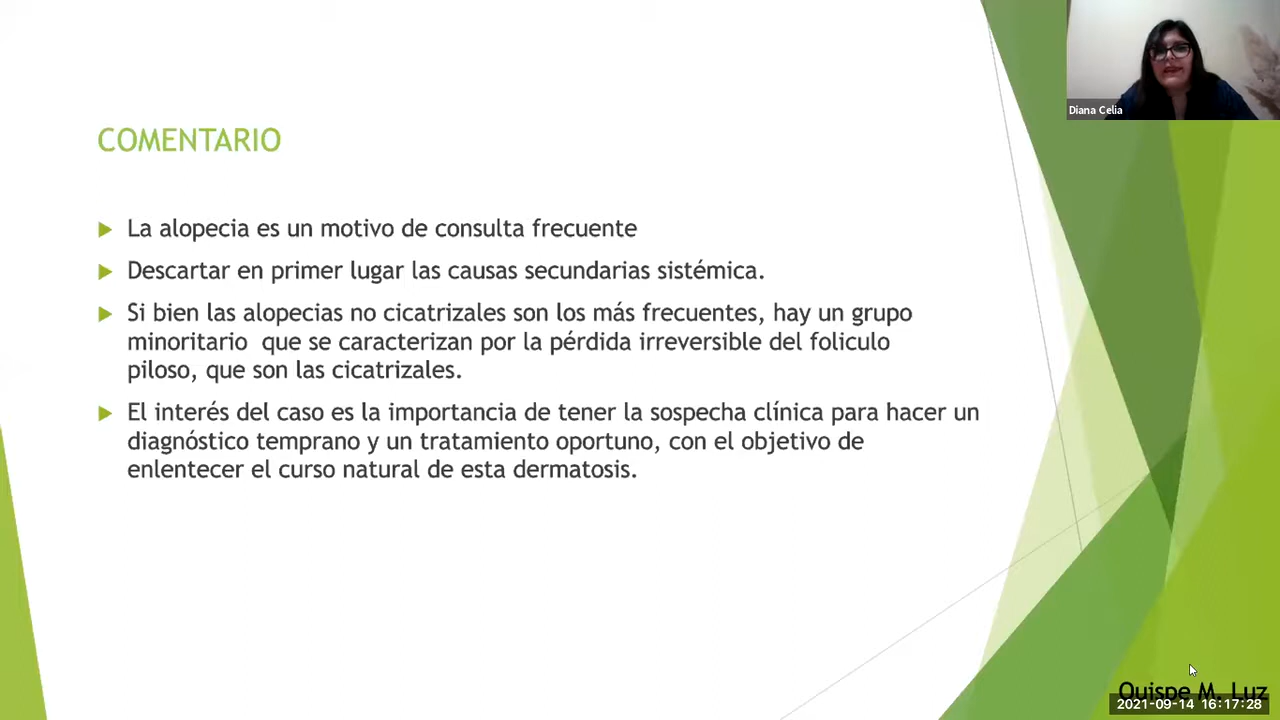 Diana Celia
COMENTARIO
La alopecia es un motivo de consulta frecuente
Descartar en primer lugar las causas secundarias sistémica.
Si bien las alopecias no cicatrizales son los más frecuentes, hay un grupo
minoritario que se caracterizan por la pérdida irreversible del foliculo
piloso, que son las cicatrizales.
El interés del caso es la importancia de tener la sospecha clínica para hacer un
diagnóstico temprano y un tratamiento oportuno, con el objetivo de
enlentecer el curso natural de esta dermatosis.
Quispe M. Luz
2021-09-14 16:17:28